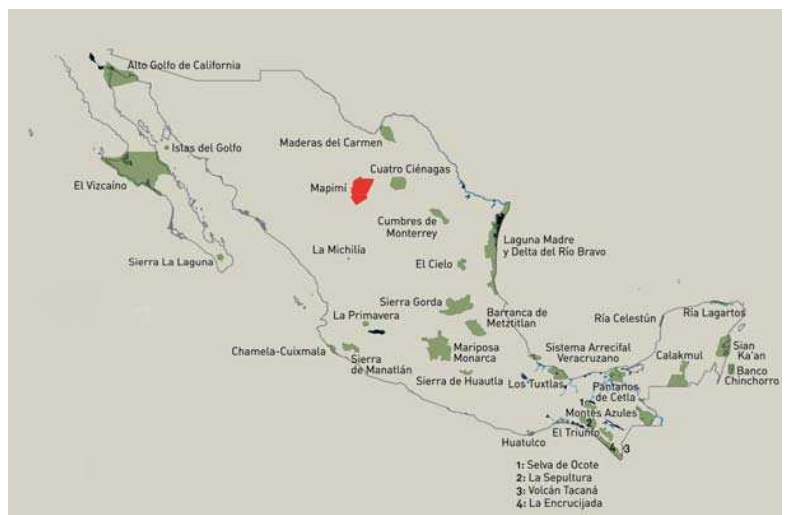 Alto Golfo de California
Islas del Golfo
El Vizcaíno
Sierra La Laguna
Maderas del Carmen
Cuatro Ciénagas
Mapimí
Cumbres de
Monterrey
La Michilía
Laguna Madre
y Delta del Río Bravo
El Cielo
Sierra Gorda
Barranca de
Metztitlan
La Primavera
Chamela-Cuixmala
Sierra
de Manatlán
Mariposa
Monarca
Sierra de Huautla
Sistema Arrecifal
Veracruzano
Los Tuxtlas
Ría Celestún
Ría Lagartos
Calakmul
Sian
Ka'an
Banco
Chinchorro
Pantanos
de Cetla
1
Montes Azules
2
El Triunfo
4
3
Huatulco
1: Selva de Ocote
2: La Sepultura
3: Volcán Tacaná
4: La Encrucijada